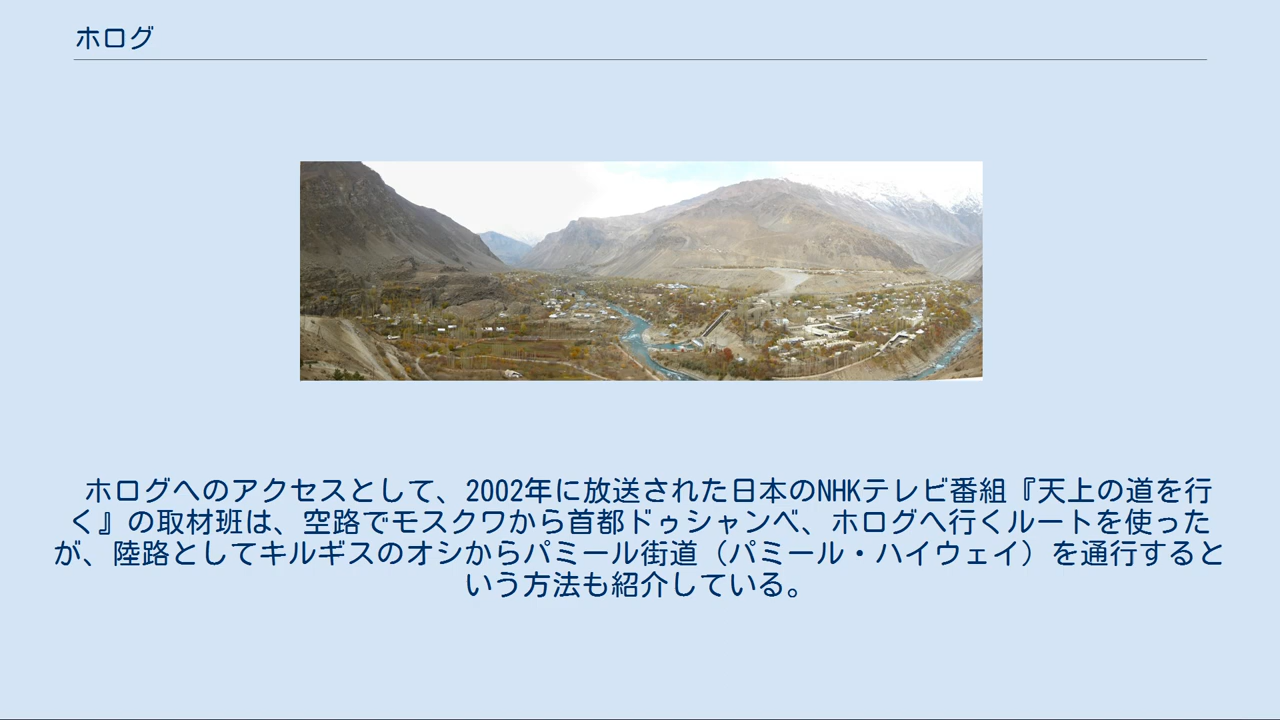 ホログ
ホログへのアクセスとして、2002年に放送された日本のNHKテレビ番組『天上の道を行
く』の取材班は、空路でモスクワから首都ドゥシャンベ、ホログへ行くルートを使った
が、陸路としてキルギスのオシからパミール街道（パミール・ハイウェイ）を通行すると
いう方法も紹介している。